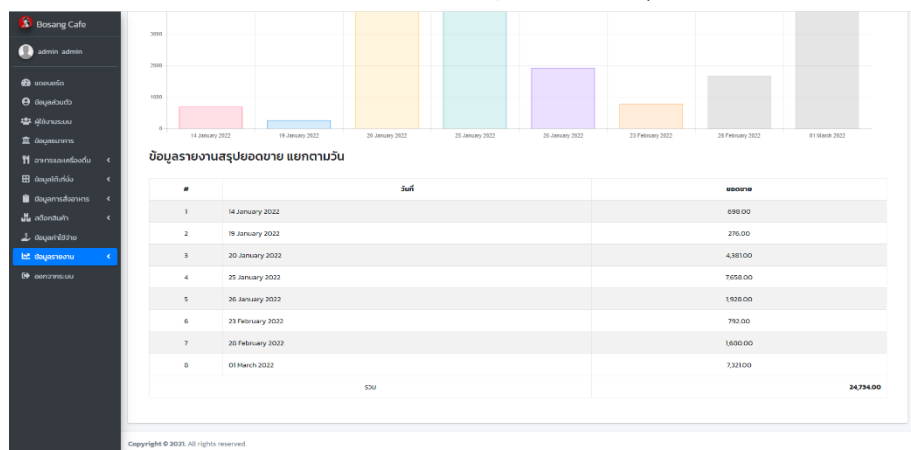 Bosang Cafe
admin admin
แดชบอร์ด
ข้อมูลส่วนตัว
ผู้ใช้งานระบบ
ข้อมูลธนาคาร
อาหารและเครื่องดื่ม
ข้อมูลโต๊ะที่นั่ง
ข้อมูลการสั่งอาหาร
สต๊อกสินค้า
ข้อมูลค่าใช้จ่าย
ข้อมูลรายงาน
ออกจากระบบ
3000
2000
1000
0
14 January 2022 19 January 2022 20 January 2022 25 January 2022 26 January 2022 23 February 2022 28 February 2022 01 March 2022
ข้อมูลรายงานสรุปยอดขาย แยกตามวัน
# วันที่ ยอดขาย
1 14 January 2022 698.00
2 19 January 2022 276.00
3 20 January 2022 4,381.00
4 25 January 2022 7,658.00
5 26 January 2022 1,928.00
6 23 February 2022 792.00
7 28 February 2022 1,680.00
8 01 March 2022 7,321.00
รวม 24,734.00
Copyright © 2021. All rights reserved.